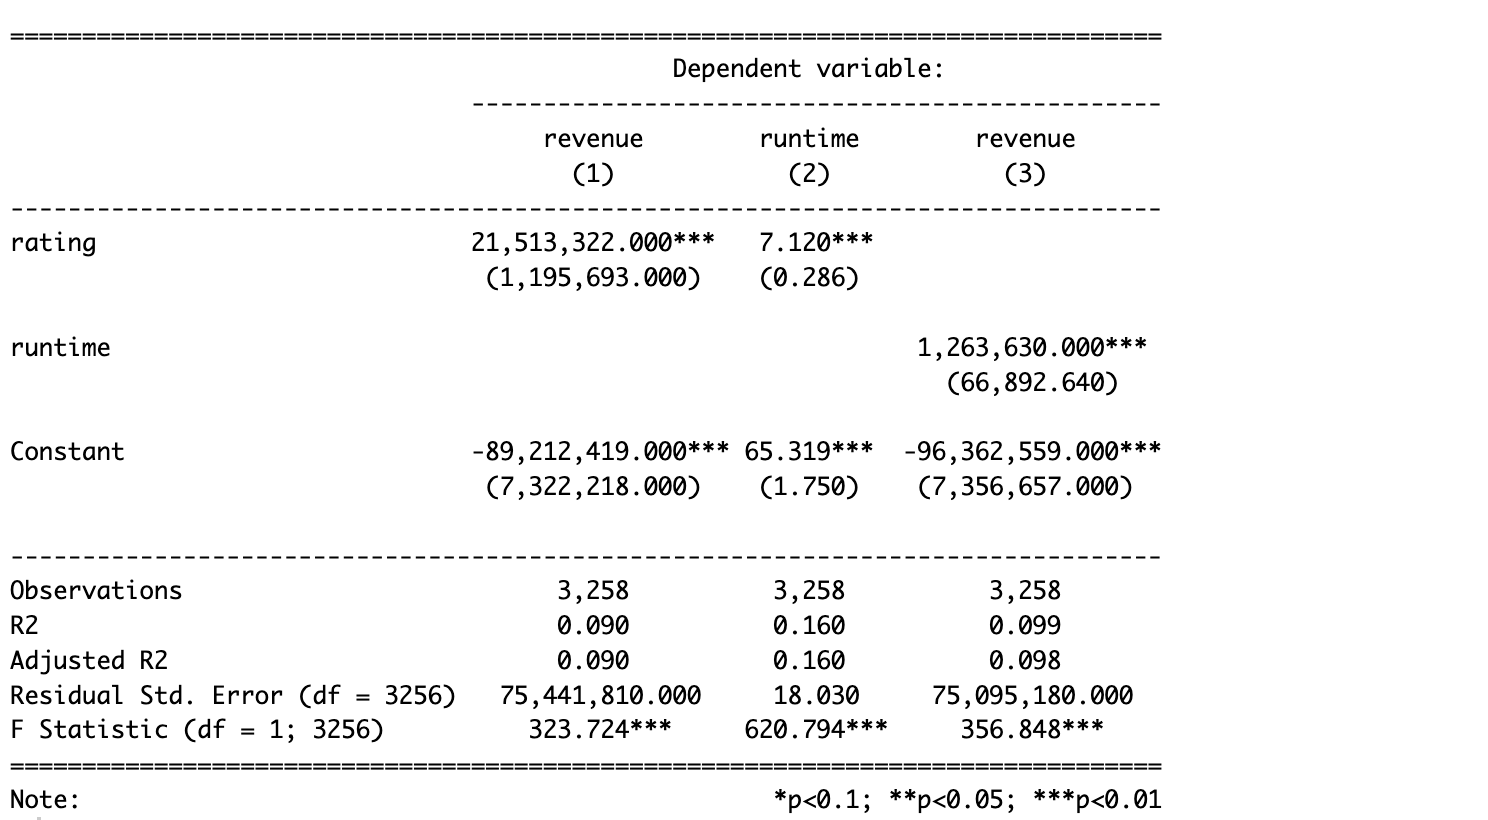 ================================================================================
Dependent variable:
------------------------------------------------
revenue runtime revenue
(1) (2) (3)
--------------------------------------------------------------------------------
rating 21,513,322.000*** 7.120***
(1,195,693.000) (0.286)
runtime 1,263,630.000***
(66,892.640)
Constant -89,212,419.000*** 65.319*** -96,362,559.000***
(7,322,218.000) (1.750) (7,356,657.000)
--------------------------------------------------------------------------------
Observations 3,258 3,258 3,258
R2 0.090 0.160 0.099
Adjusted R2 0.090 0.160 0.098
Residual Std. Error (df = 3256) 75,441,810.000 18.030 75,095,180.000
F Statistic (df = 1; 3256) 323.724*** 620.794*** 356.848***
================================================================================
Note: *p<0.1; **p<0.05; ***p<0.01